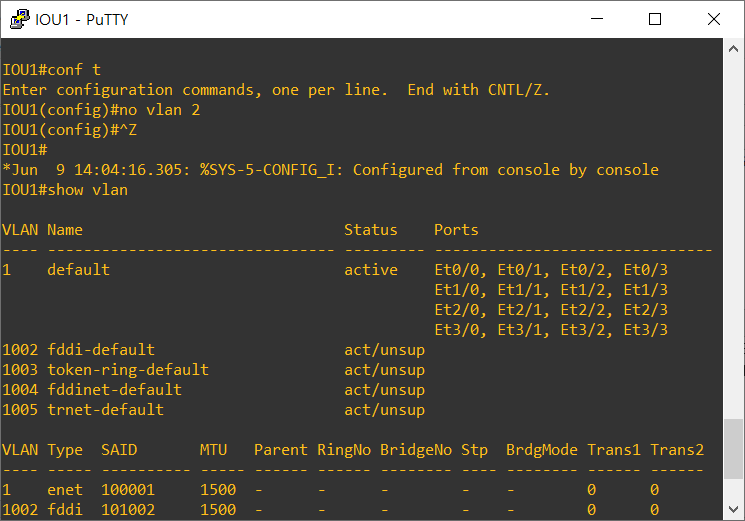 IOU1 - PuTTY
IOU1#conf t
Enter configuration commands, one per line.  End with CNTL/Z.
IOU1(config)#no vlan 2
IOU1(config)#^Z
IOU1#
*Jun  9 14:04:16.305: %SYS-5-CONFIG_I: Configured from console by console
IOU1#show vlan
VLAN Name                             Status    Ports
---- -------------------------------- --------- -------------------------------
1    default                          active    Et0/0, Et0/1, Et0/2, Et0/3
                                                Et1/0, Et1/1, Et1/2, Et1/3
                                                Et2/0, Et2/1, Et2/2, Et2/3
                                                Et3/0, Et3/1, Et3/2, Et3/3
1002 fddi-default                     act/unsup
1003 token-ring-default               act/unsup
1004 fddinet-default                  act/unsup
1005 trnet-default                    act/unsup
VLAN Type  SAID       MTU   Parent RingNo BridgeNo Stp  BrdgMode Trans1 Trans2
---- ----- ---------- ----- ------ ------ -------- ---- -------- ------ ------
1    enet  100001     1500  -      -      -        -    -        0      0
1002 fddi  101002     1500  -      -      -        -    -        0      0